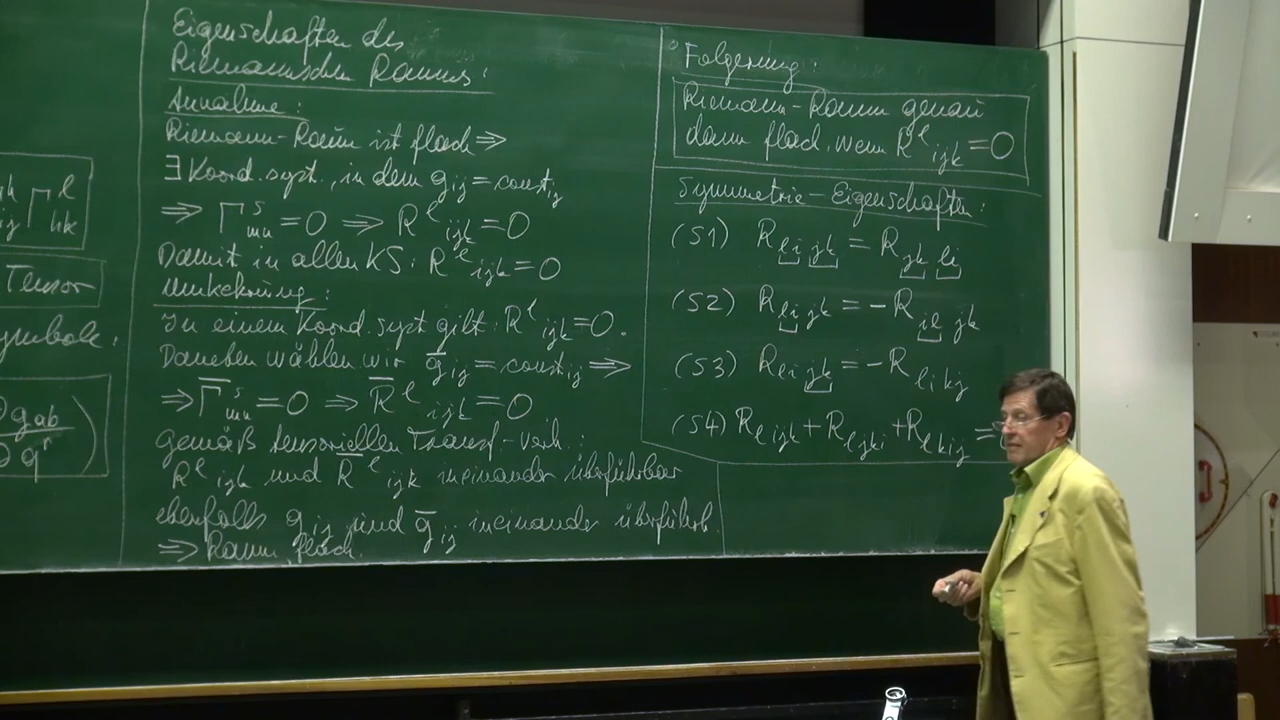 Tensor
∂g_ab
∂q^r
Eigenschaften des
Riemannschen Raums:
Annahme:
Riemann-Raum ist flach ⇒
∃ Koord.syst., in dem g_ij = const_ij
⇒ Γ^s_mn = 0 ⇒ R^l_ijk = 0
Damit in allen KS: R^l_ijk = 0
Umkehrung:
In einem Koord.syst gilt: R^l_ijk = 0.
Daneben wählen wir g̅_ij = const_ij ⇒
⇒ Γ̅^s_mn = 0 ⇒ R̅^l_ijk = 0
gemäß tensoriellen Transf-verh.:
R^l_ijk und R̅^l_ijk ineinander überführbar
ebenfalls g_ij und g̅_ij ineinander überführb.
⇒ Raum flach.
Folgerung:
Riemann-Raum genau
dann flach, wenn R^l_ijk = 0
Symmetrie-Eigenschaften:
(S1) R_lijk = R_jkli
(S2) R_lijk = -R_iljk
(S3) R_lijk = -R_likj
(S4) R_lijk + R_ljki + R_lkij =